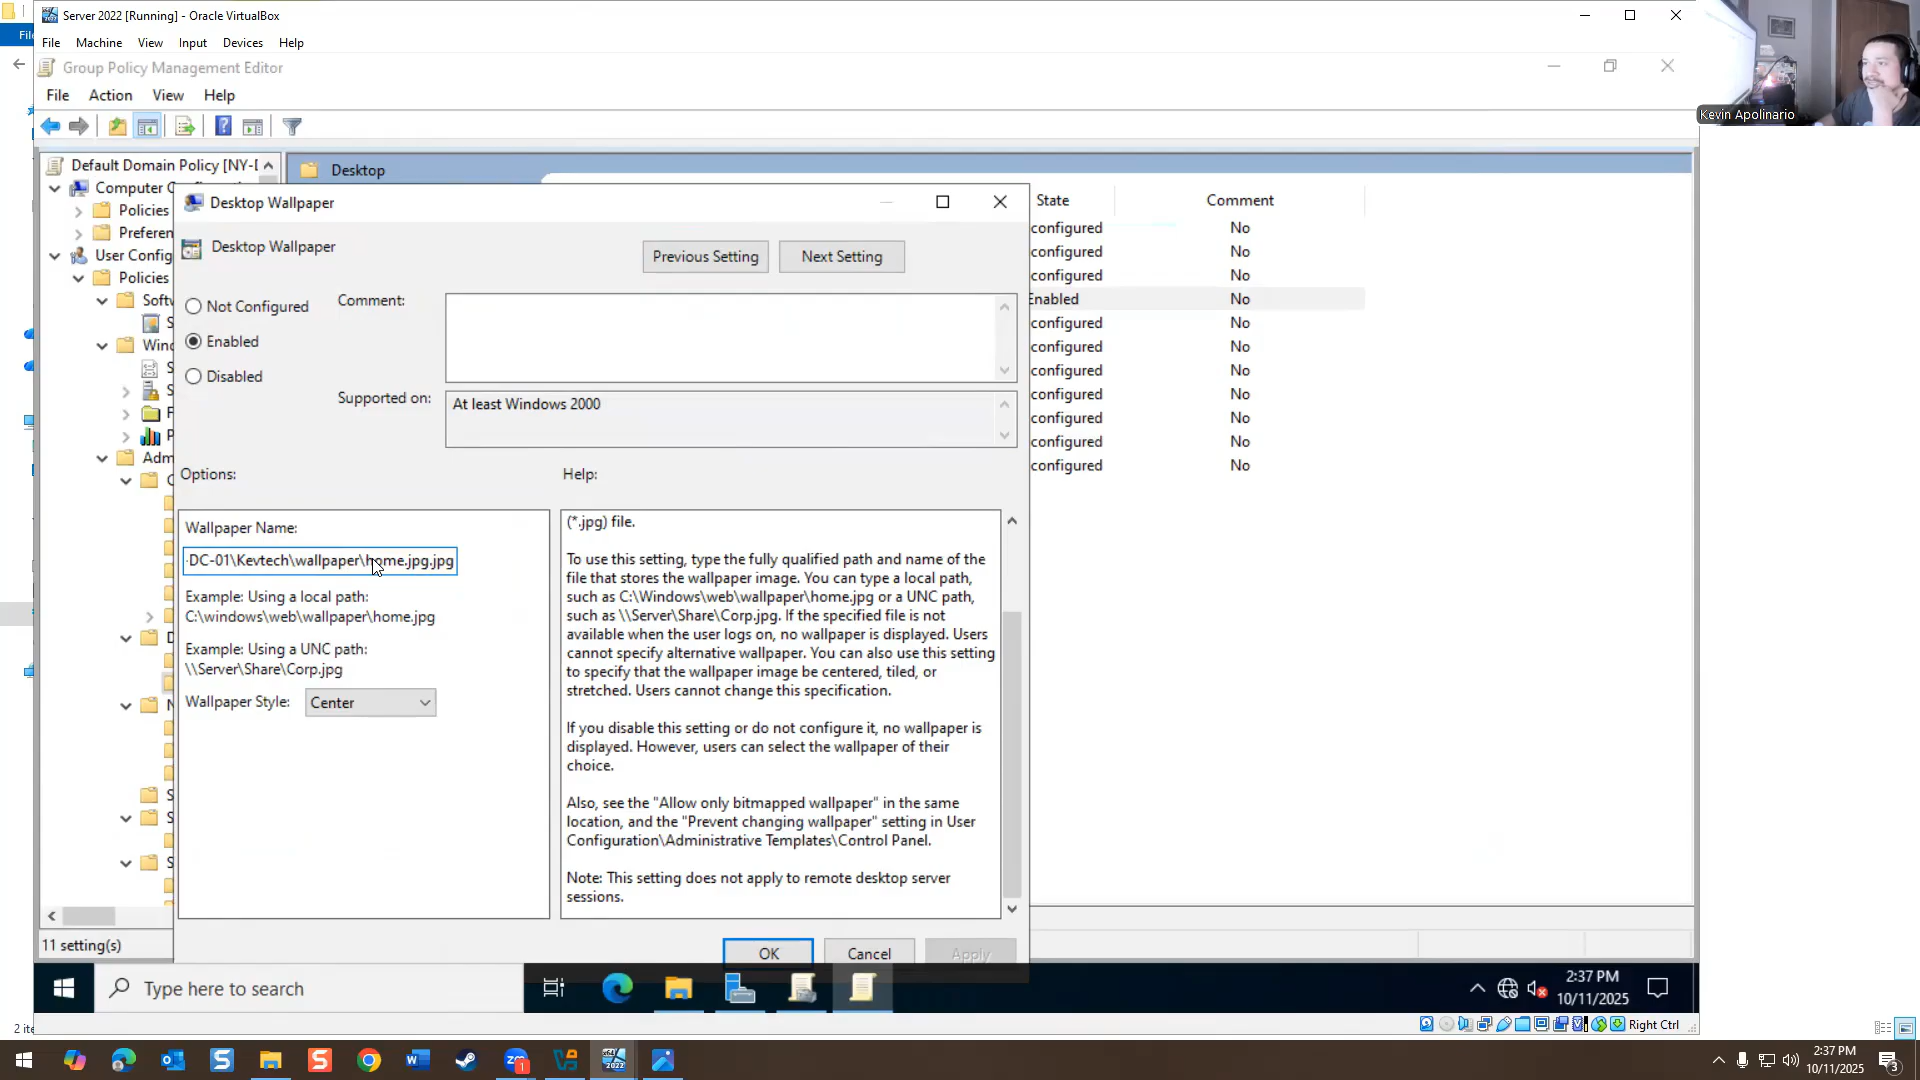 Server 2022 [Running] - Oracle VirtualBox
File Machine View Input Devices Help
Group Policy Management Editor
File Action View Help
Kevin Apolinario
Default Domain Policy [NY-
Desktop
Computer
Policies
Preferen
User Config
Policies
Soft
Wind
Adm
State Comment
configured No
configured No
configured No
Enabled No
configured No
configured No
configured No
configured No
configured No
configured No
configured No
Desktop Wallpaper
Desktop Wallpaper
Previous Setting Next Setting
Not Configured
Enabled
Disabled
Comment:
Supported on: At least Windows 2000
Options: Help:
Wallpaper Name:
DC-01\Kevtech\wallpaper\home.jpg.jpg
Example: Using a local path:
C:\windows\web\wallpaper\home.jpg
Example: Using a UNC path:
\\Server\Share\Corp.jpg
Wallpaper Style: Center
(*.jpg) file.
To use this setting, type the fully qualified path and name of the
file that stores the wallpaper image. You can type a local path,
such as C:\Windows\web\wallpaper\home.jpg or a UNC path,
such as \\Server\Share\Corp.jpg. If the specified file is not
available when the user logs on, no wallpaper is displayed. Users
cannot specify alternative wallpaper. You can also use this setting
to specify that the wallpaper image be centered, tiled, or
stretched. Users cannot change this specification.
If you disable this setting or do not configure it, no wallpaper is
displayed. However, users can select the wallpaper of their
choice.
Also, see the "Allow only bitmapped wallpaper" in the same
location, and the "Prevent changing wallpaper" setting in User
Configuration\Administrative Templates\Control Panel.
Note: This setting does not apply to remote desktop server
sessions.
OK Cancel Apply
11 setting(s)
Type here to search
2:37 PM
10/11/2025
Right Ctrl
2 ite
2:37 PM
10/11/2025